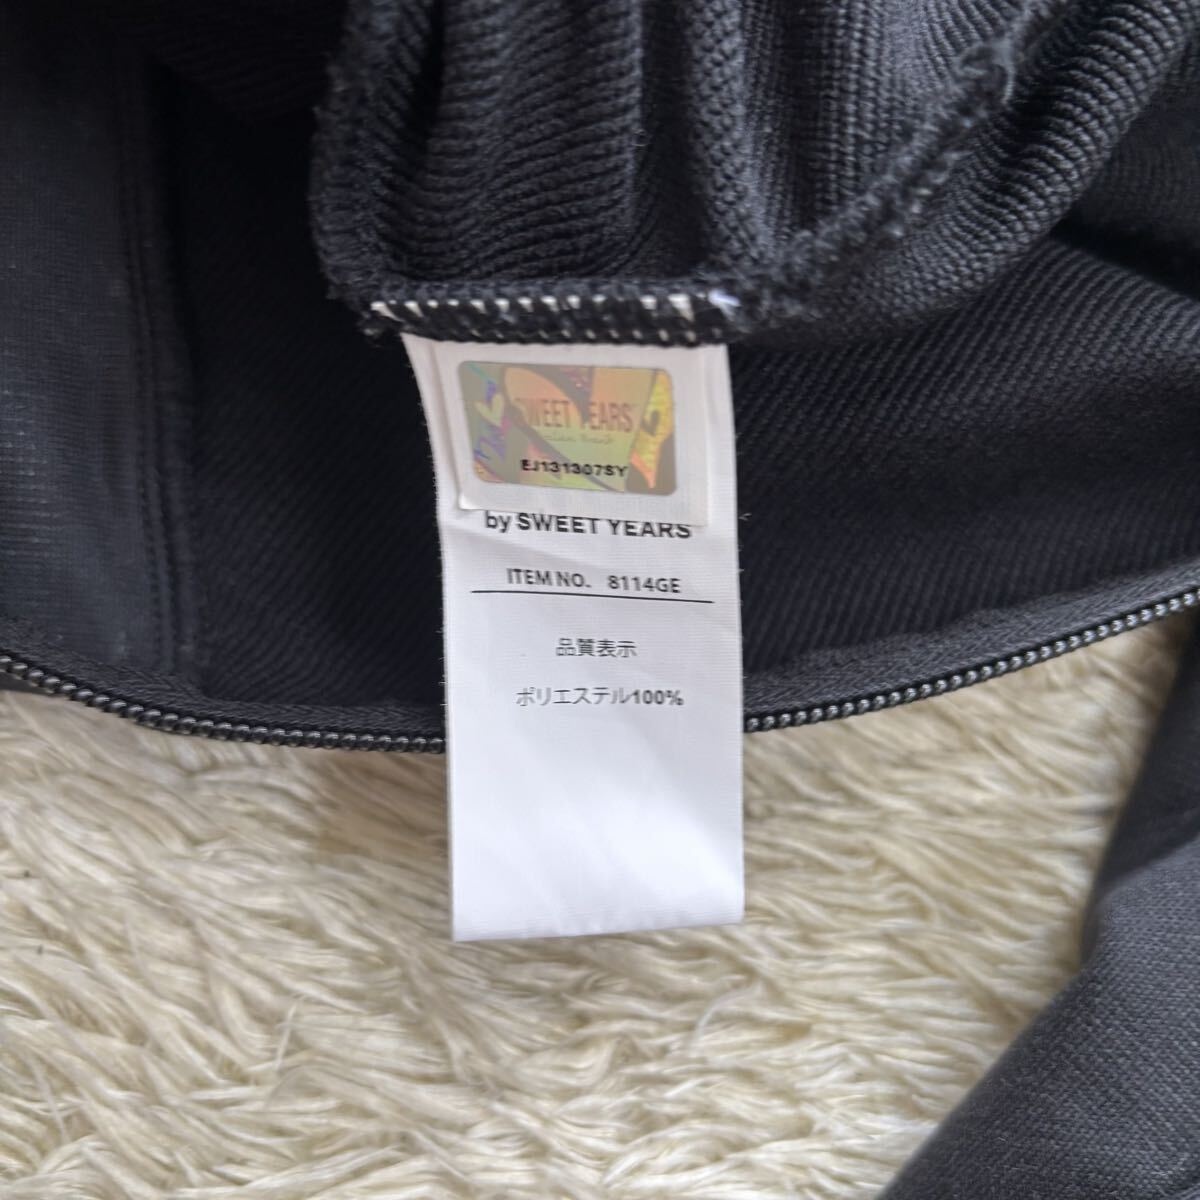 SWEET YEARS
EJ131307SY
by SWEET YEARS
ITEM NO. 8114GE
品質表示
ポリエステル100%